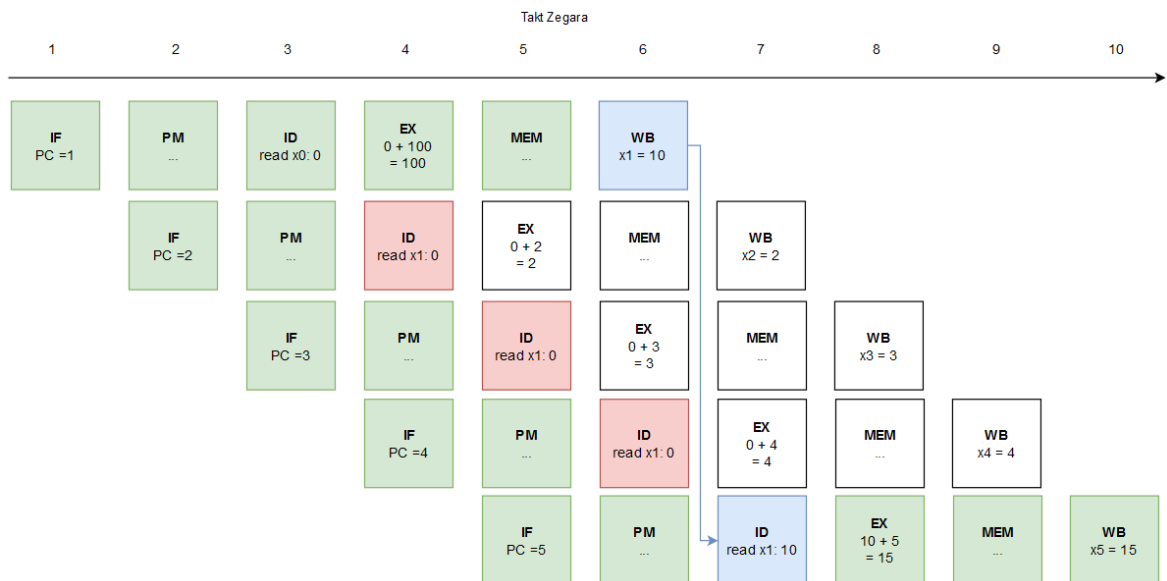 Takt Zegara
1 2 3 4 5 6 7 8 9 10
IF PM ID EX MEM WB
PC =1 ... read x0: 0 0 + 100 ... x1 = 10
= 100
IF PM ID EX MEM WB
PC =2 ... read x1: 0 0 + 2 ... x2 = 2
= 2
IF PM ID EX MEM WB
PC =3 ... read x1: 0 0 + 3 ... x3 = 3
= 3
IF PM ID EX MEM WB
PC =4 ... read x1: 0 0 + 4 ... x4 = 4
= 4
IF PM ID EX MEM WB
PC =5 ... read x1: 10 10 + 5 ... x5 = 15
= 15